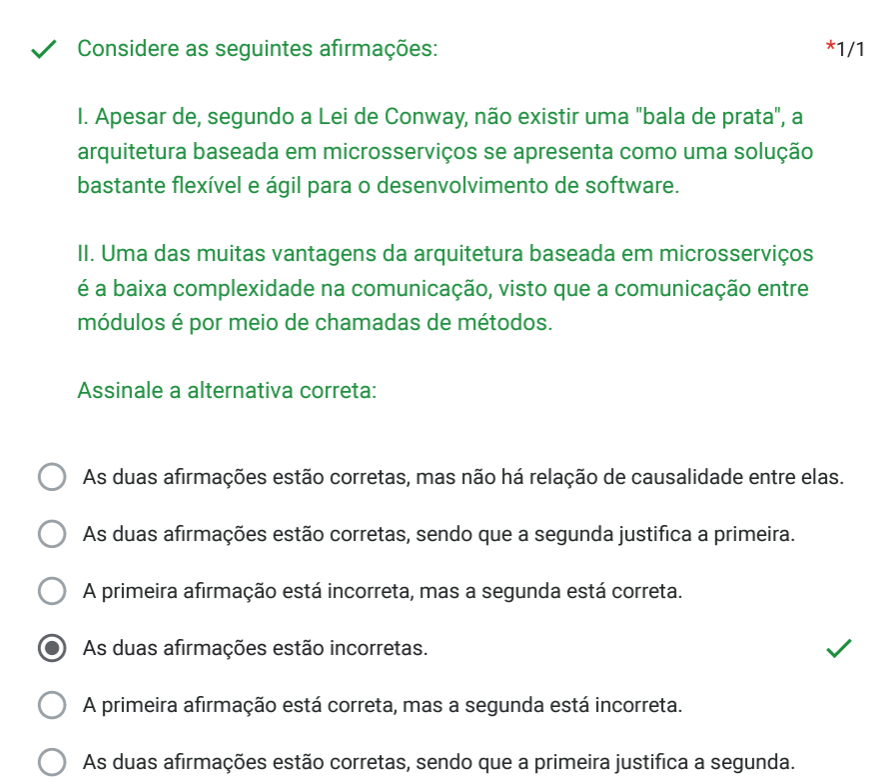 Considere as seguintes afirmações:
*1/1
I. Apesar de, segundo a Lei de Conway, não existir uma "bala de prata", a
arquitetura baseada em microsserviços se apresenta como uma solução
bastante flexível e ágil para o desenvolvimento de software.
II. Uma das muitas vantagens da arquitetura baseada em microsserviços
é a baixa complexidade na comunicação, visto que a comunicação entre
módulos é por meio de chamadas de métodos.
Assinale a alternativa correta:
As duas afirmações estão corretas, mas não há relação de causalidade entre elas.
As duas afirmações estão corretas, sendo que a segunda justifica a primeira.
A primeira afirmação está incorreta, mas a segunda está correta.
As duas afirmações estão incorretas.
A primeira afirmação está correta, mas a segunda está incorreta.
As duas afirmações estão corretas, sendo que a primeira justifica a segunda.